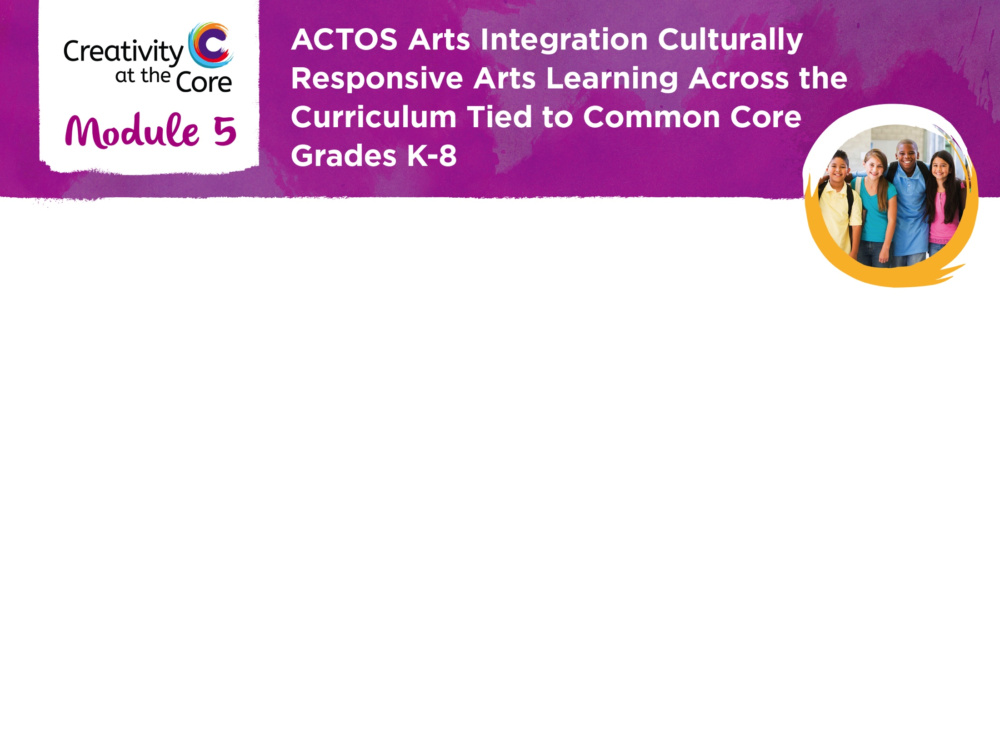 Creativity
at the Core
Module 5
ACTOS Arts Integration Culturally
Responsive Arts Learning Across the
Curriculum Tied to Common Core
Grades K-8